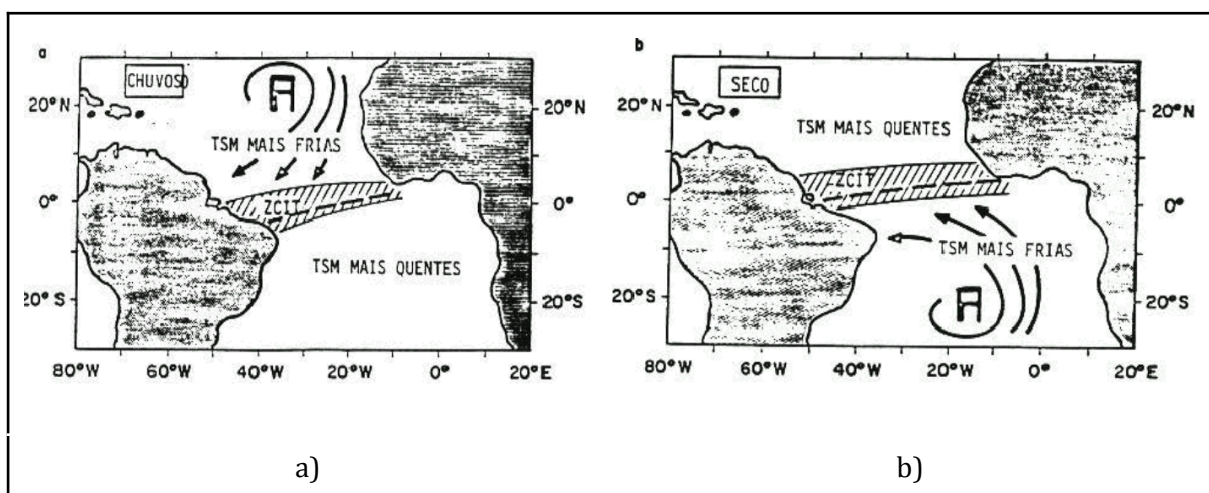 a
CHUVOSO
A
20°N
TSM MAIS FRIAS
ZCIT
0°
0°
TSM MAIS QUENTES
20°S
20°S
80°W 60°W 40°W 20°W 0° 20°E
a)
b
SECO
A
20°N
20°N
TSM MAIS QUENTES
ZCIT
0°
0°
TSM MAIS FRIAS
20°S
20°S
80°W 60°W 40°W 20°W 0° 20°E
b)
20°N